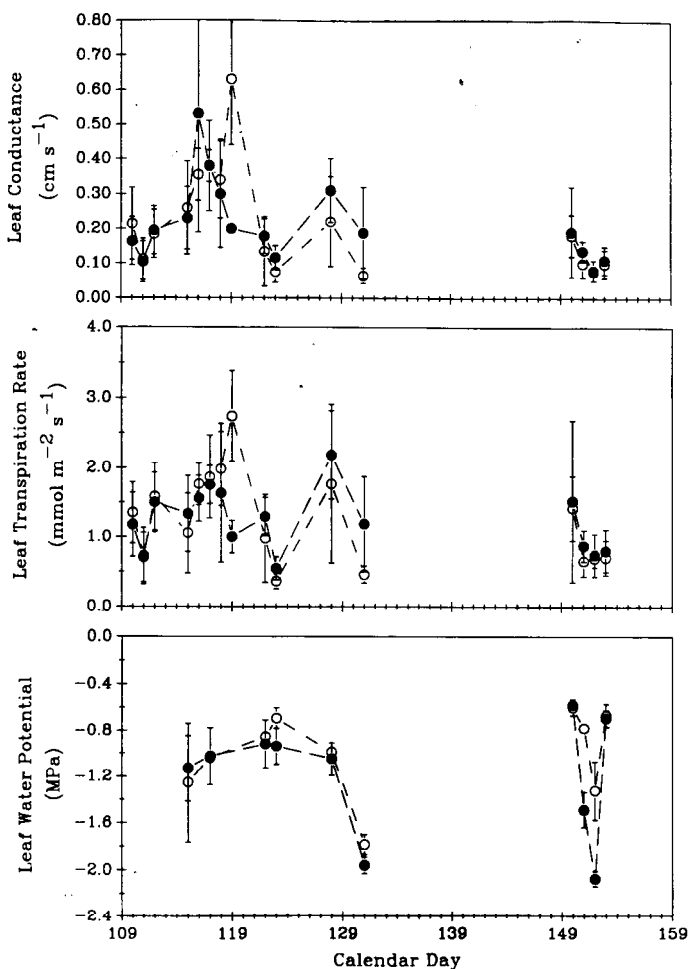 Leaf Conductance
(cm s−1)
0.80
0.70
0.60
0.50
0.40
0.30
0.20
0.10
0.00
Leaf Transpiration Rate
(mmol m−2 s−1)
4.0
3.0
2.0
1.0
0.0
Leaf Water Potential
(MPa)
0.0
−0.4
−0.8
−1.2
−1.6
−2.0
−2.4
109 119 129 139 149 159
Calendar Day